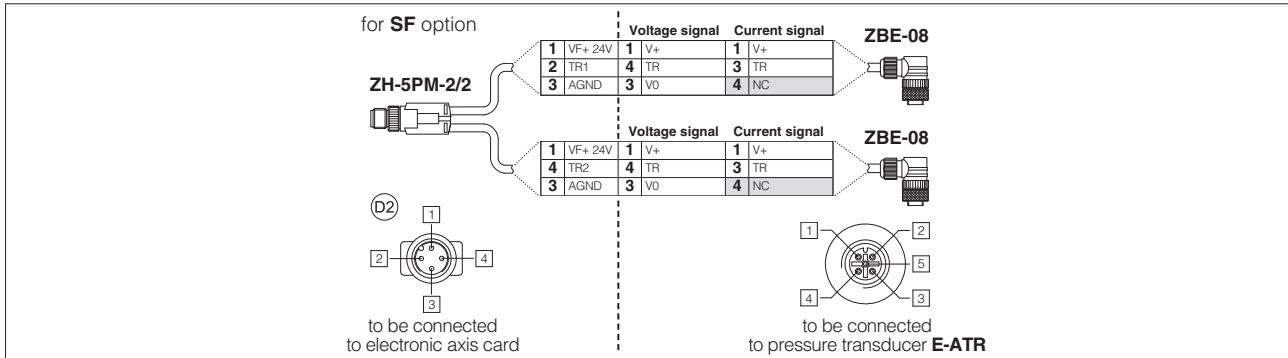 for SF option
Voltage signal Current signal
ZBE-08
1 VF+ 24V 1 V+ 1 V+
2 TR1 4 TR 3 TR
3 AGND 3 V0 4 NC
ZH-5PM-2/2
Voltage signal Current signal
ZBE-08
1 VF+ 24V 1 V+ 1 V+
4 TR2 4 TR 3 TR
3 AGND 3 V0 4 NC
D2
1
2 4
3
1 2
5
4 3
to be connected
to electronic axis card
to be connected
to pressure transducer E-ATR